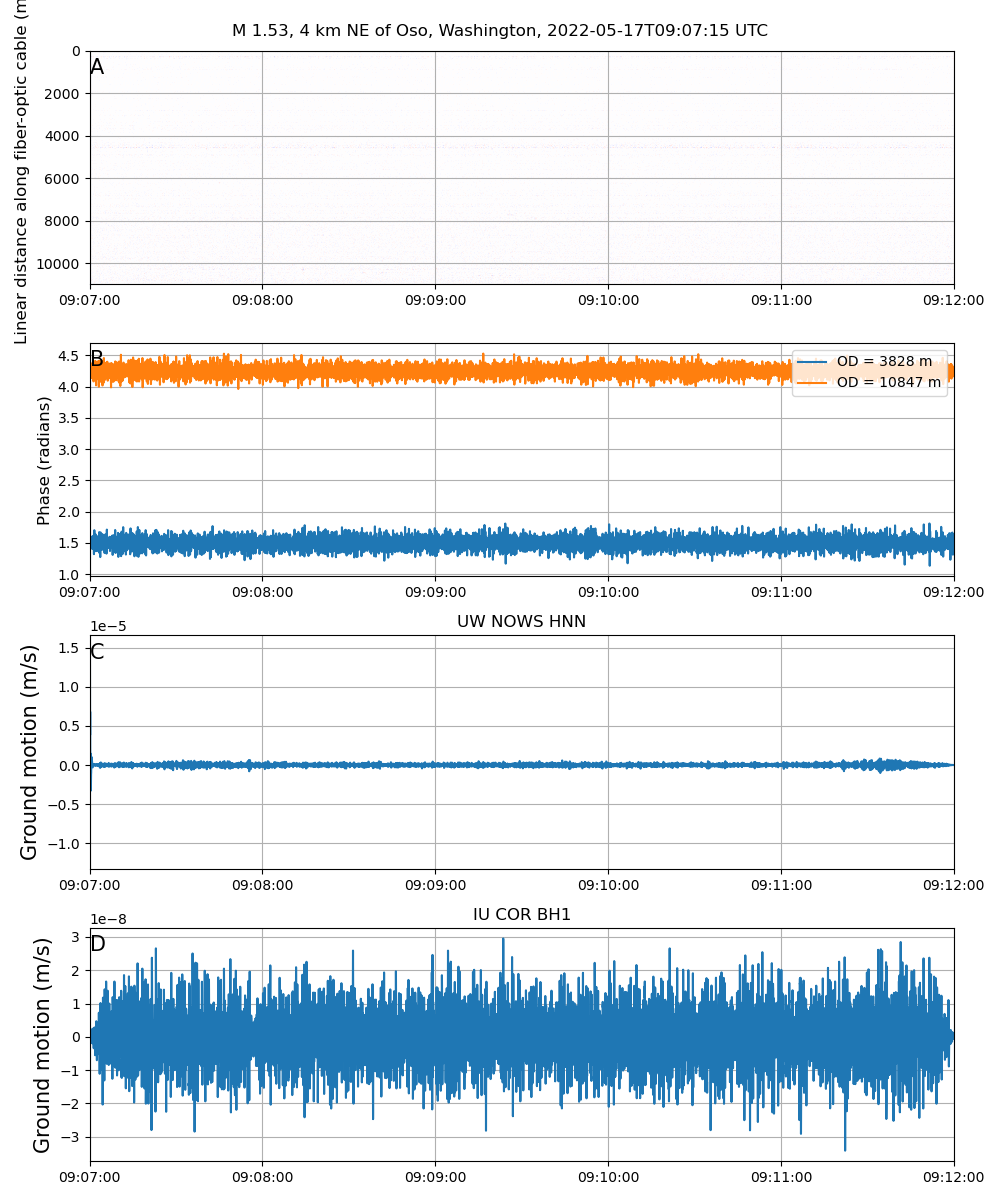 M 1.53, 4 km NE of Oso, Washington, 2022-05-17T09:07:15 UTC
A
Linear distance along fiber-optic cable (m
0
2000
4000
6000
8000
10000
09:07:00 09:08:00 09:09:00 09:10:00 09:11:00 09:12:00
B
Phase (radians)
4.5
4.0
3.5
3.0
2.5
2.0
1.5
1.0
OD = 3828 m
OD = 10847 m
09:07:00 09:08:00 09:09:00 09:10:00 09:11:00 09:12:00
UW NOWS HNN
1e−5
C
Ground motion (m/s)
1.5
1.0
0.5
0.0
−0.5
−1.0
09:07:00 09:08:00 09:09:00 09:10:00 09:11:00 09:12:00
IU COR BH1
1e−8
D
Ground motion (m/s)
3
2
1
0
−1
−2
−3
09:07:00 09:08:00 09:09:00 09:10:00 09:11:00 09:12:00